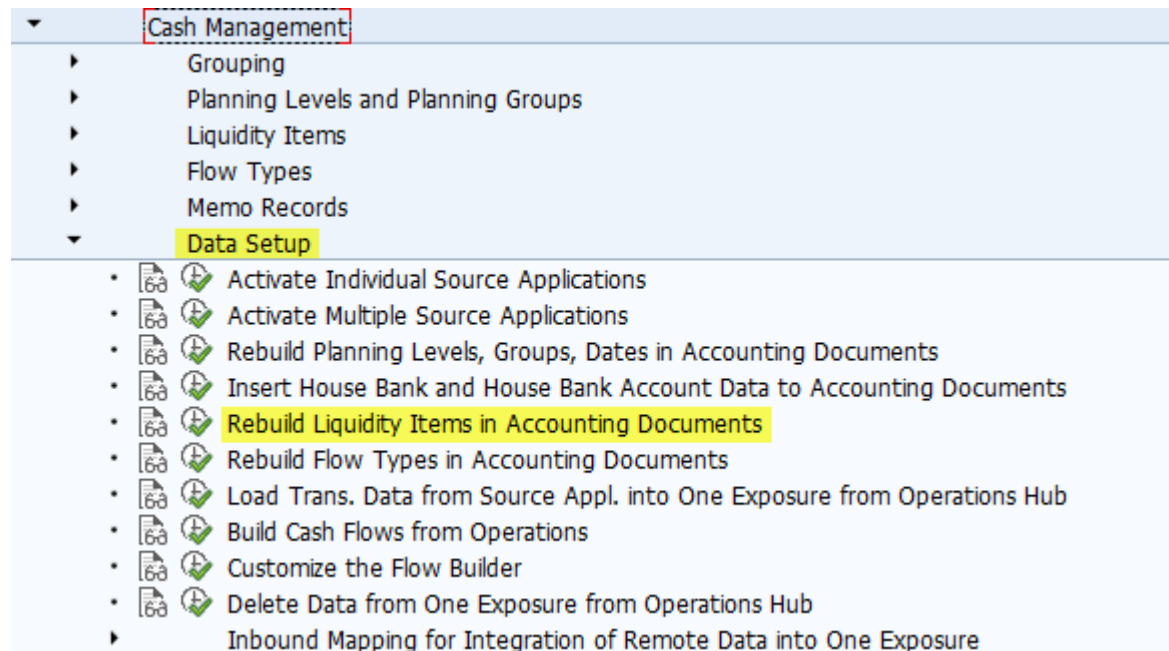 Cash Management
Grouping
Planning Levels and Planning Groups
Liquidity Items
Flow Types
Memo Records
Data Setup
Activate Individual Source Applications
Activate Multiple Source Applications
Rebuild Planning Levels, Groups, Dates in Accounting Documents
Insert House Bank and House Bank Account Data to Accounting Documents
Rebuild Liquidity Items in Accounting Documents
Rebuild Flow Types in Accounting Documents
Load Trans. Data from Source Appl. into One Exposure from Operations Hub
Build Cash Flows from Operations
Customize the Flow Builder
Delete Data from One Exposure from Operations Hub
Inbound Mapping for Integration of Remote Data into One Exposure